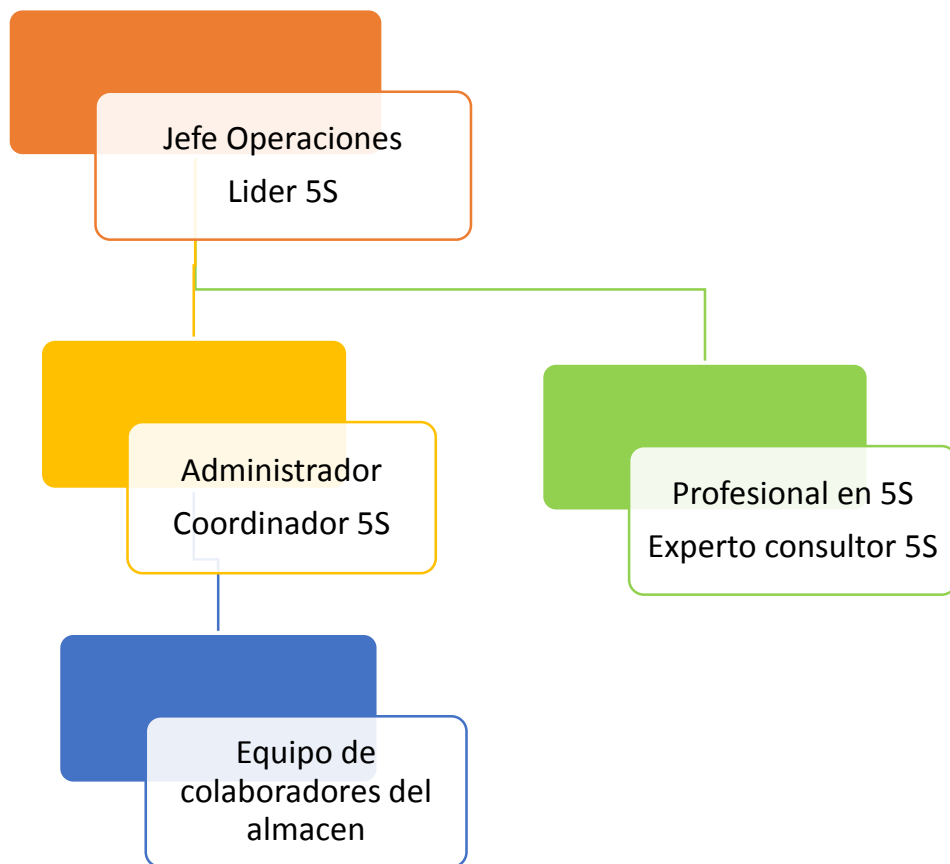 Jefe Operaciones
Lider 5S
Administrador
Coordinador 5S
Profesional en 5S
Experto consultor 5S
Equipo de
colaboradores del
almacen